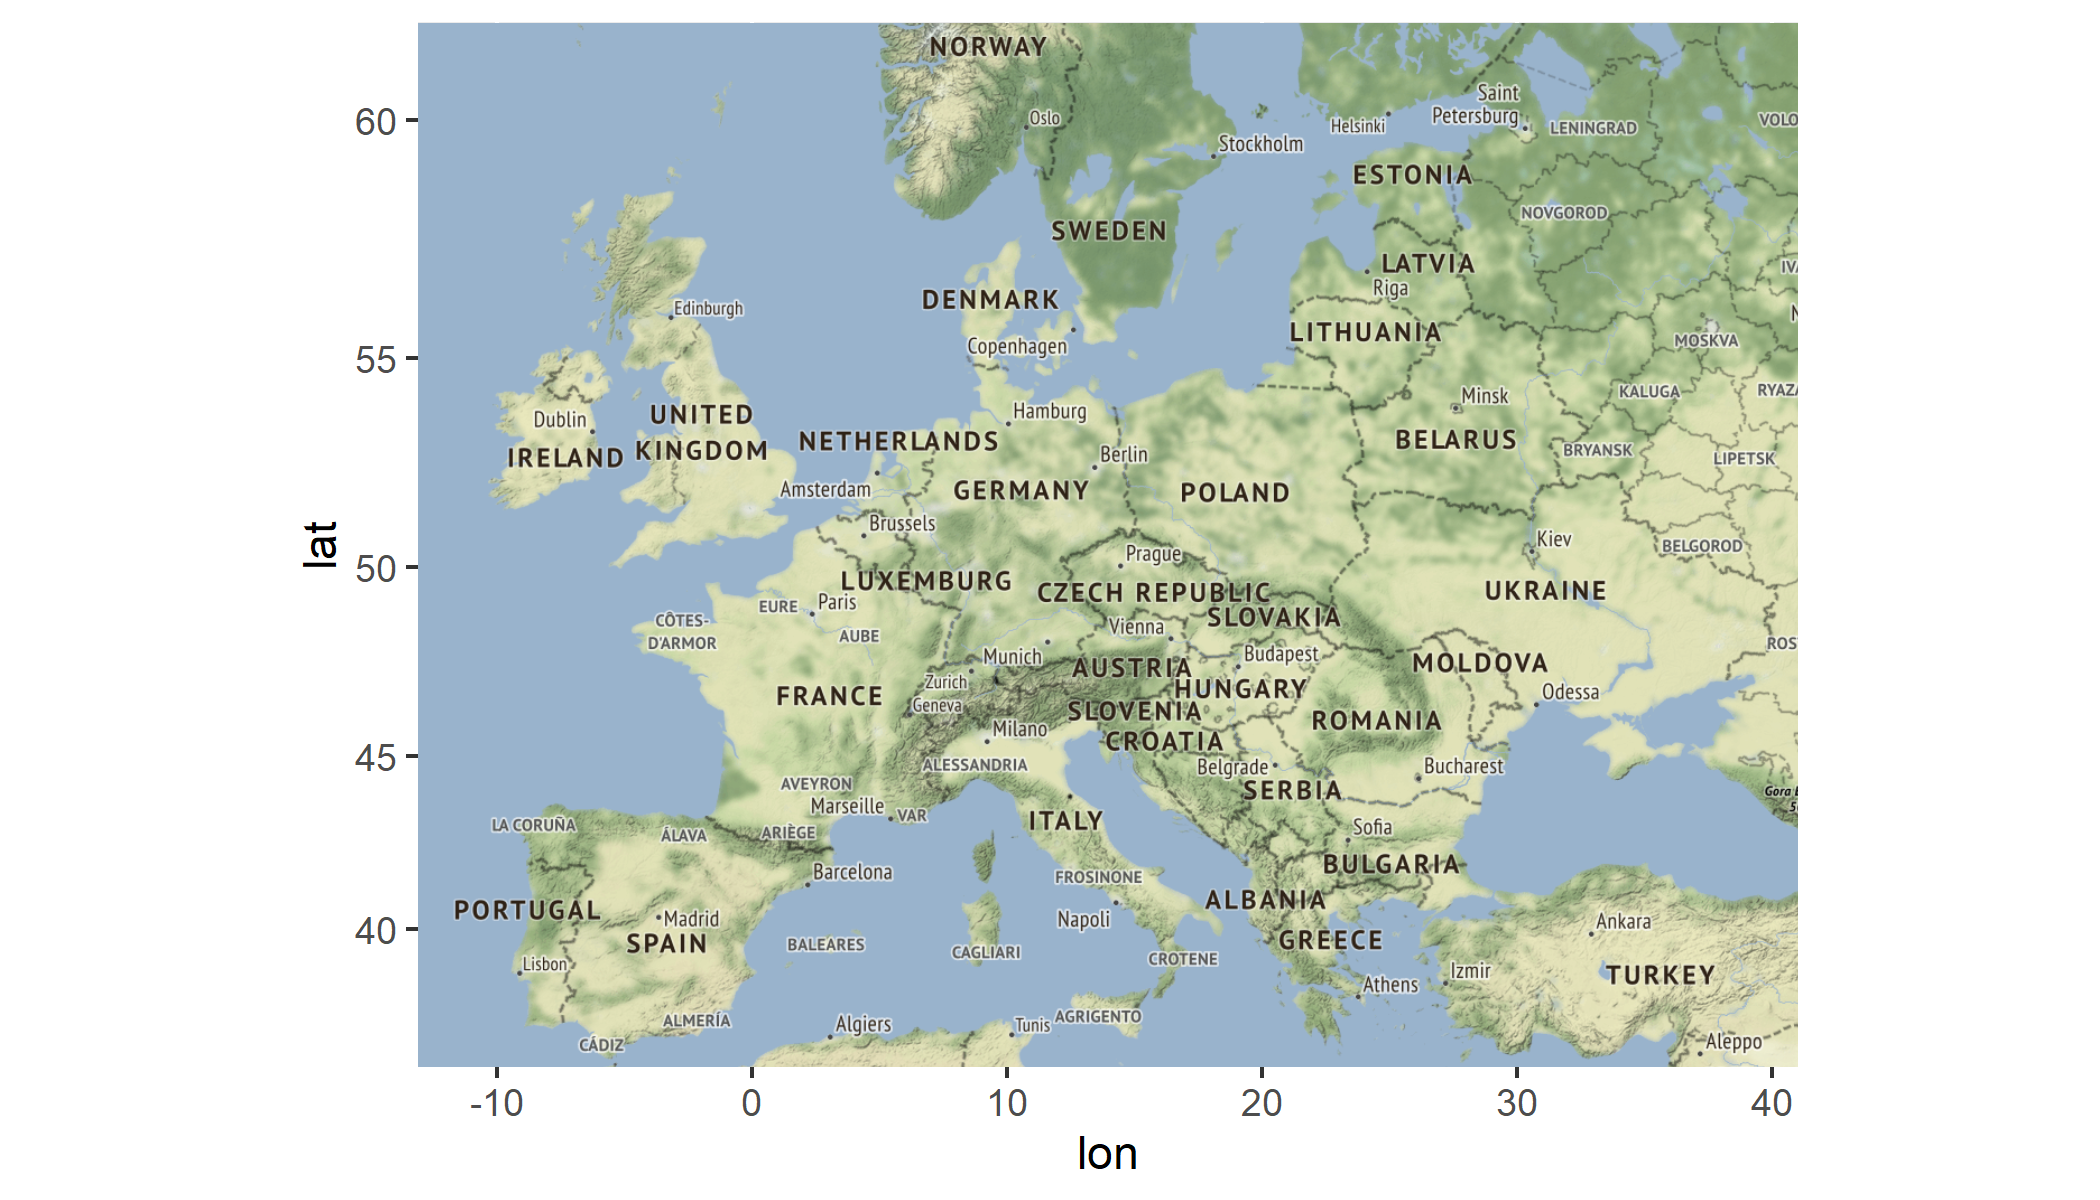 NORWAY
60
Oslo
Saint
Petersburg
Helsinki
LENINGRAD
VOLO
Stockholm
ESTONIA
NOVGOROD
SWEDEN
LATVIA
IVA
Riga
DENMARK
Edinburgh
LITHUANIA
MOSKVA
Copenhagen
55
Minsk
KALUGA
RYAZA
Hamburg
Dublin
UNITED
KINGDOM
IRELAND
NETHERLANDS
BELARUS
BRYANSK
LIPETSK
Berlin
Amsterdam
GERMANY
POLAND
Brussels
Kiev
BELGOROD
lat
50
Prague
LUXEMBURG
CZECH REPUBLIC
UKRAINE
EURE
Paris
SLOVAKIA
CÔTES-
D'ARMOR
AUBE
Vienna
ROS
Munich
Budapest
MOLDOVA
AUSTRIA
Zurich
HUNGARY
Odessa
FRANCE
Geneva
SLOVENIA
ROMANIA
Milano
CROATIA
45
ALESSANDRIA
Belgrade
Bucharest
AVEYRON
SERBIA
Gora E
5
Marseille
VAR
ITALY
LA CORUÑA
ÁLAVA
ARIÈGE
Sofia
BULGARIA
Barcelona
FROSINONE
ALBANIA
PORTUGAL
Madrid
Napoli
Ankara
40
SPAIN
BALEARES
CAGLIARI
CROTENE
GREECE
Lisbon
Izmir
TURKEY
Athens
ALMERÍA
Algiers
Tunis
AGRIGENTO
CÁDIZ
Aleppo
-10 0 10 20 30 40
lon